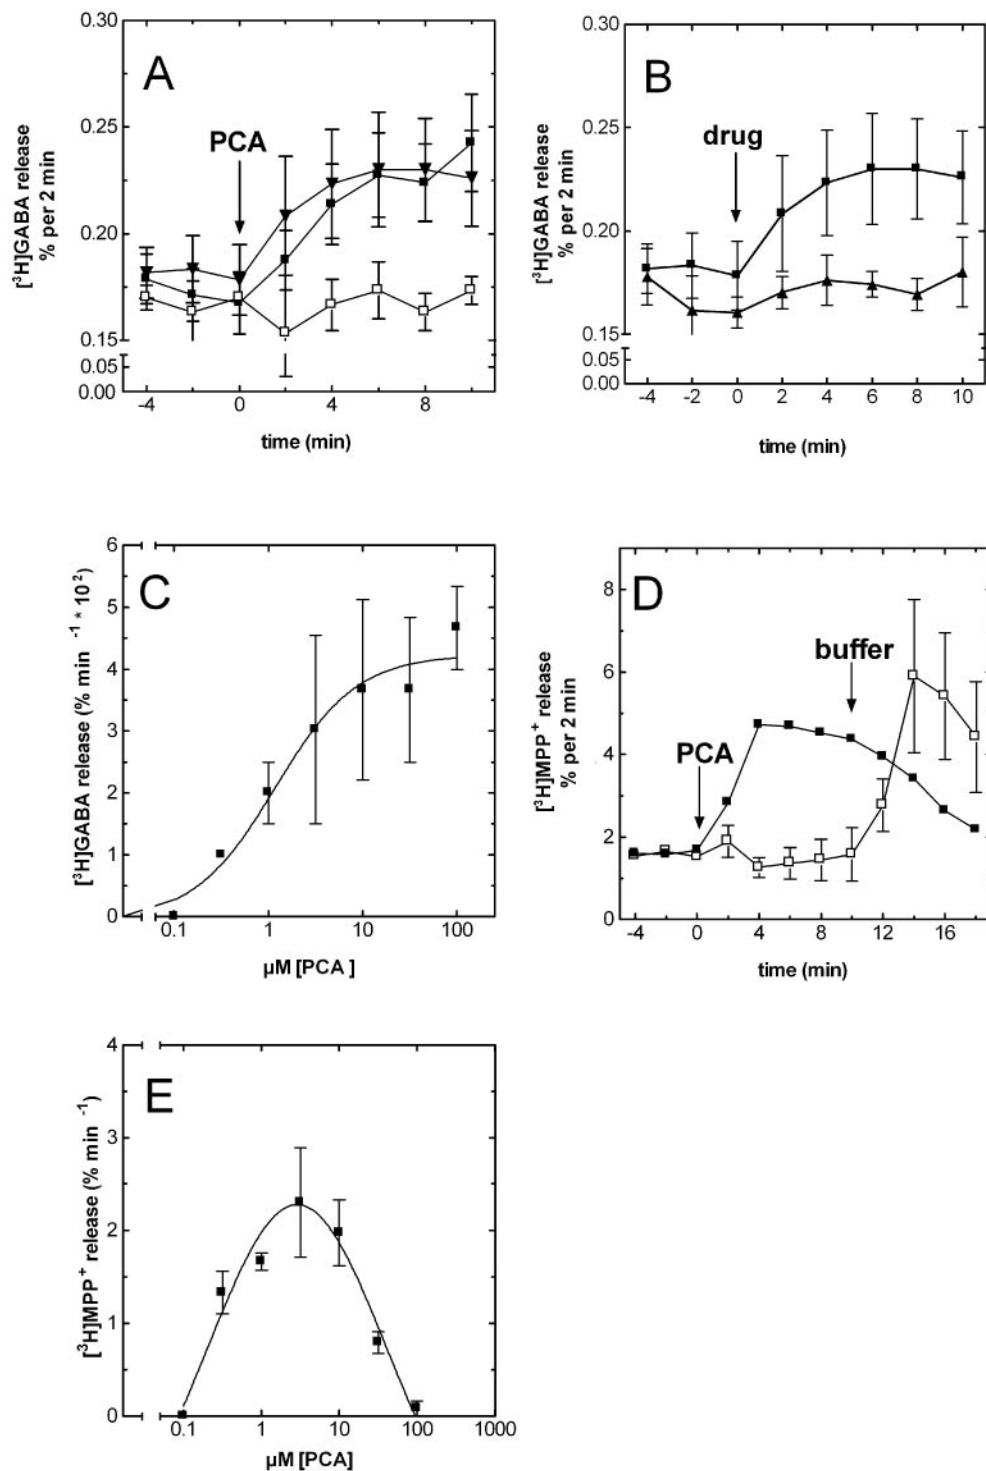 A
PCA
[³H]GABA release
% per 2 min
0.30
0.25
0.20
0.15
0.05
0.00
-4 0 4 8
time (min)
B
drug
[³H]GABA release
% per 2 min
0.30
0.25
0.20
0.15
0.05
0.00
-4 -2 0 2 4 6 8 10
time (min)
C
[³H]GABA release (% min ⁻¹ * 10²)
6
5
4
3
2
1
0
0.1 1 10 100
µM [PCA ]
D
PCA
buffer
[³H]MPP⁺ release
% per 2 min
8
6
4
2
0
-4 0 4 8 12 16
time (min)
E
[³H]MPP⁺ release (% min ⁻¹)
4
3
2
1
0
0.1 1 10 100 1000
µM [PCA]